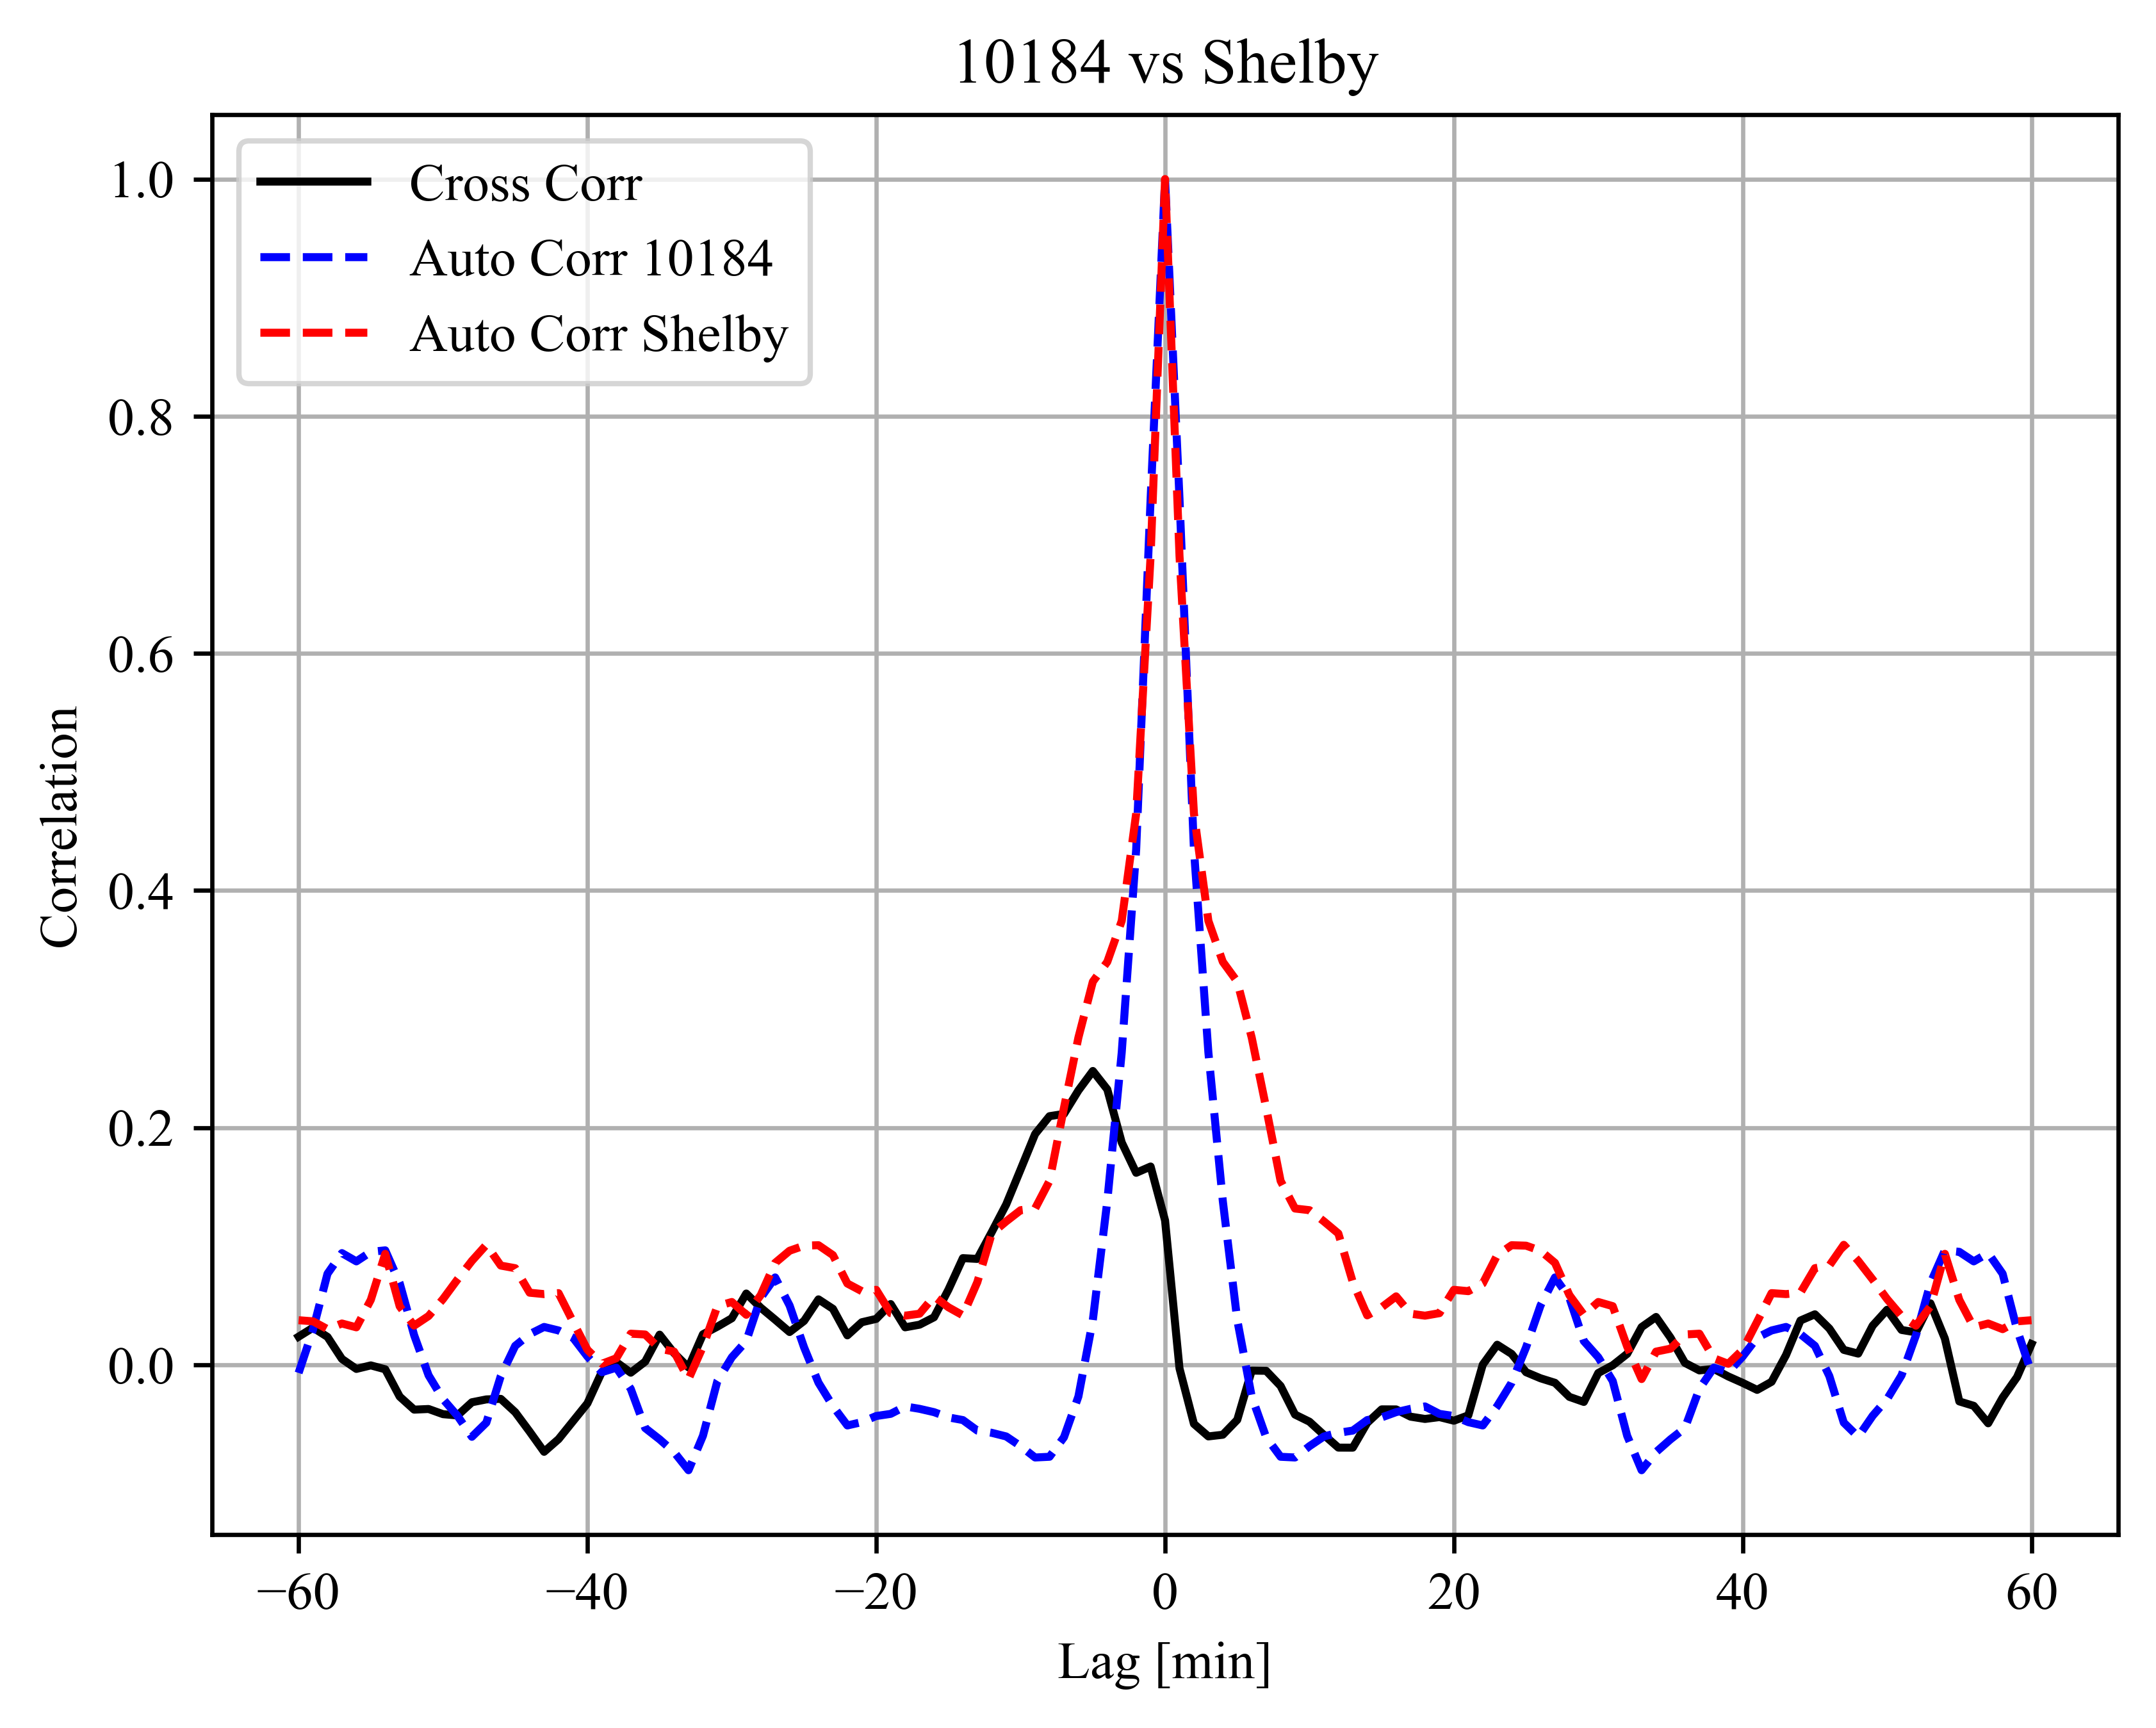 10184 vs Shelby
Cross Corr
Auto Corr 10184
Auto Corr Shelby
1.0
0.8
0.6
0.4
0.2
0.0
Correlation
−60 −40 −20 0 20 40 60
Lag [min]